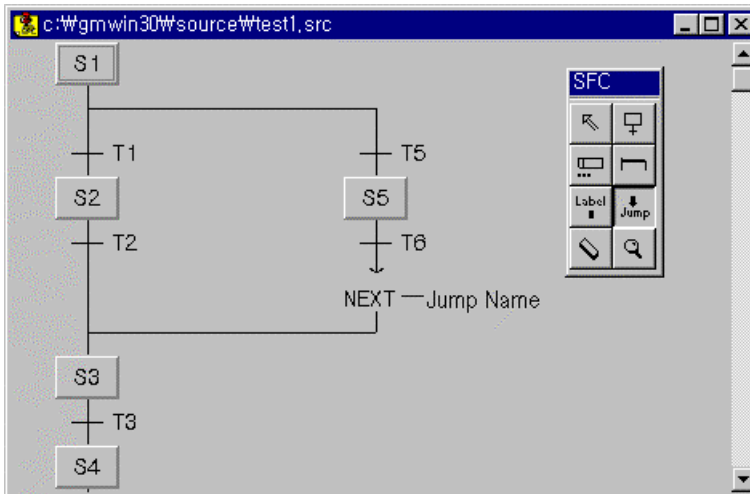 c:₩gmwin30₩source₩test1.src
S1
SFC
T1
T5
S2
S5
Label
Jump
T2
T6
NEXT
Jump Name
S3
T3
S4